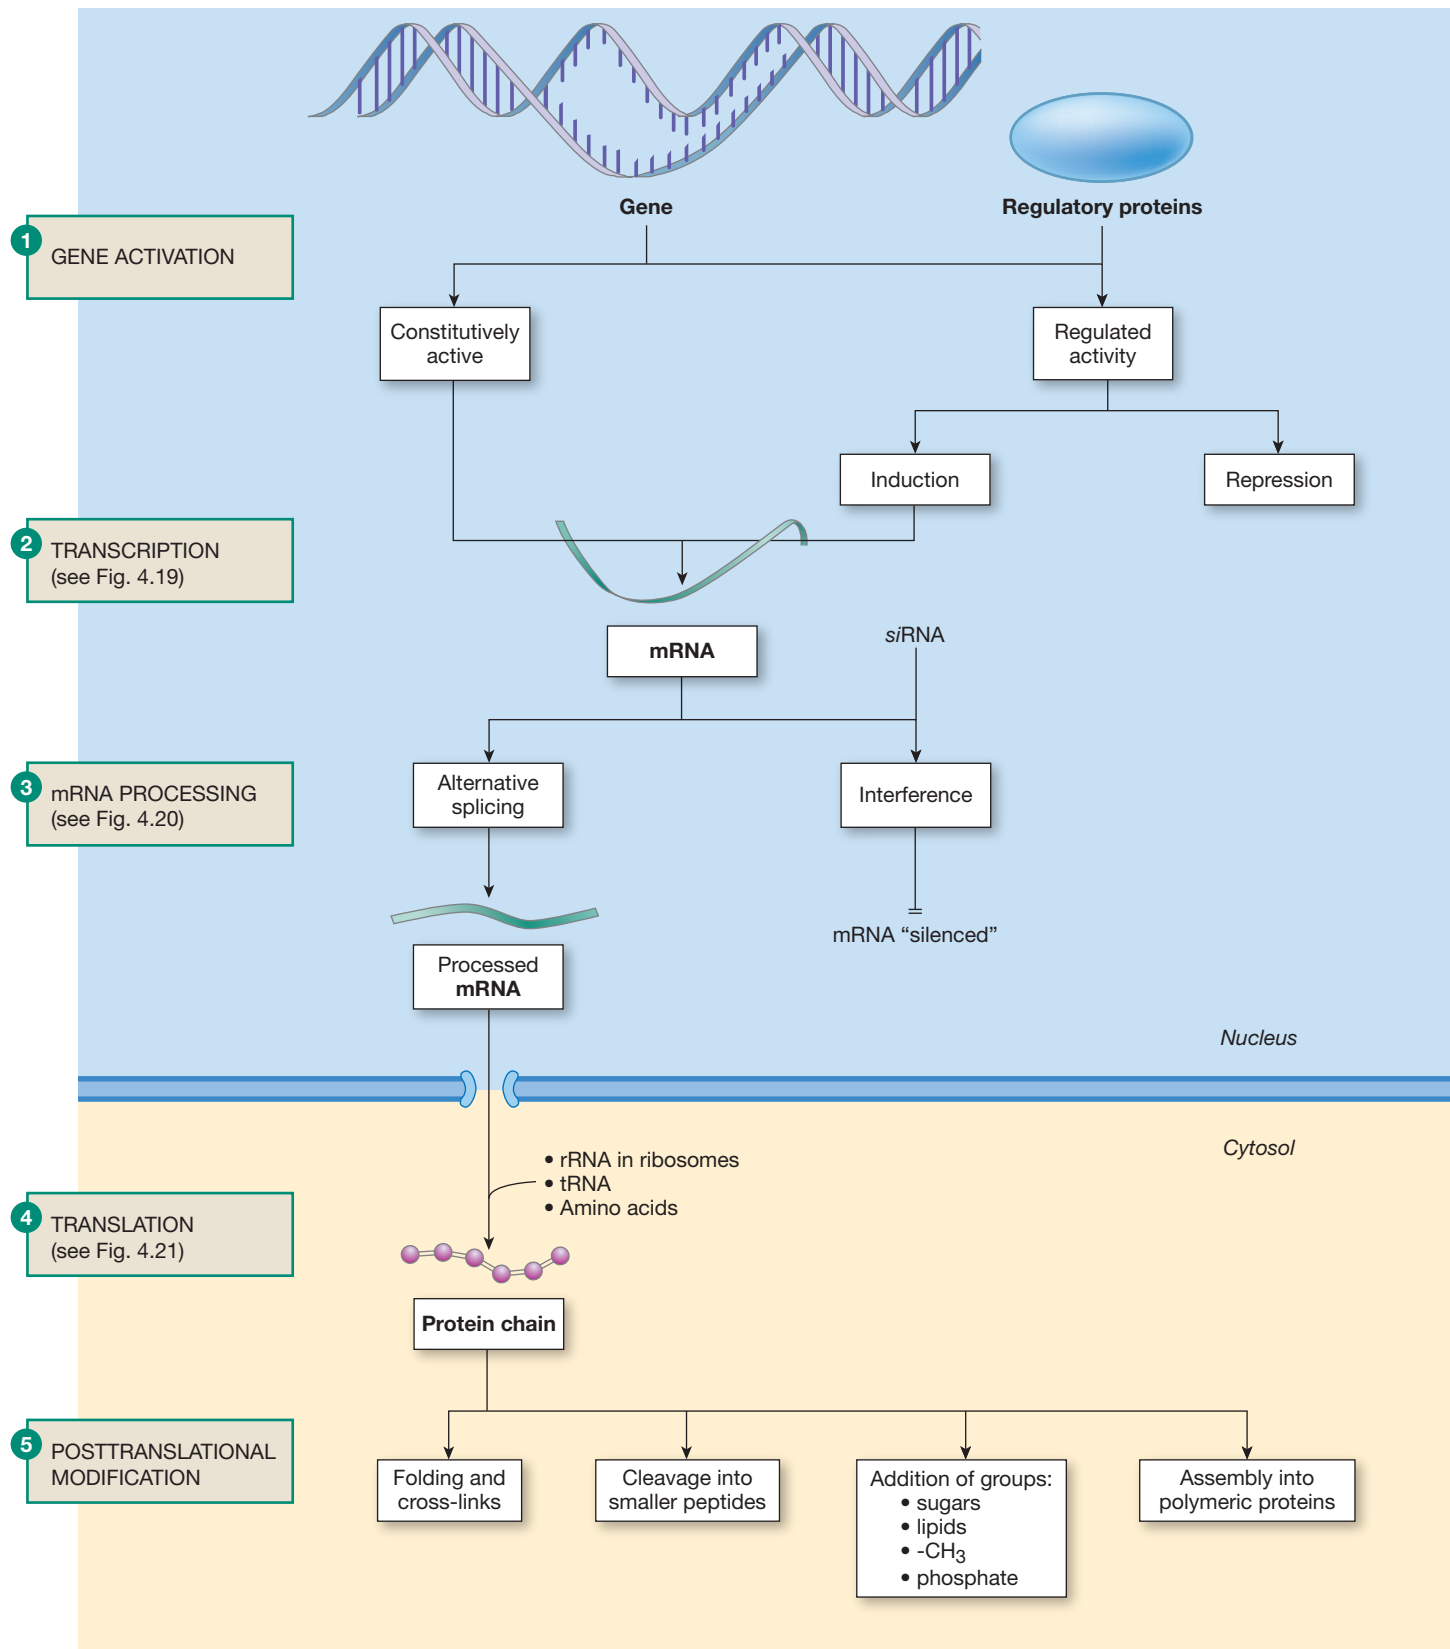 Gene
Regulatory proteins
1
GENE ACTIVATION
Constitutively
active
Regulated
activity
Induction
Repression
2
TRANSCRIPTION
(see Fig. 4.19)
mRNA
siRNA
3
mRNA PROCESSING
(see Fig. 4.20)
Alternative
splicing
Interference
mRNA “silenced”
Processed
mRNA
Nucleus
Cytosol
• rRNA in ribosomes
• tRNA
• Amino acids
4
TRANSLATION
(see Fig. 4.21)
Protein chain
5
POSTTRANSLATIONAL
MODIFICATION
Folding and
cross-links
Cleavage into
smaller peptides
Addition of groups:
• sugars
• lipids
• -CH3
• phosphate
Assembly into
polymeric proteins